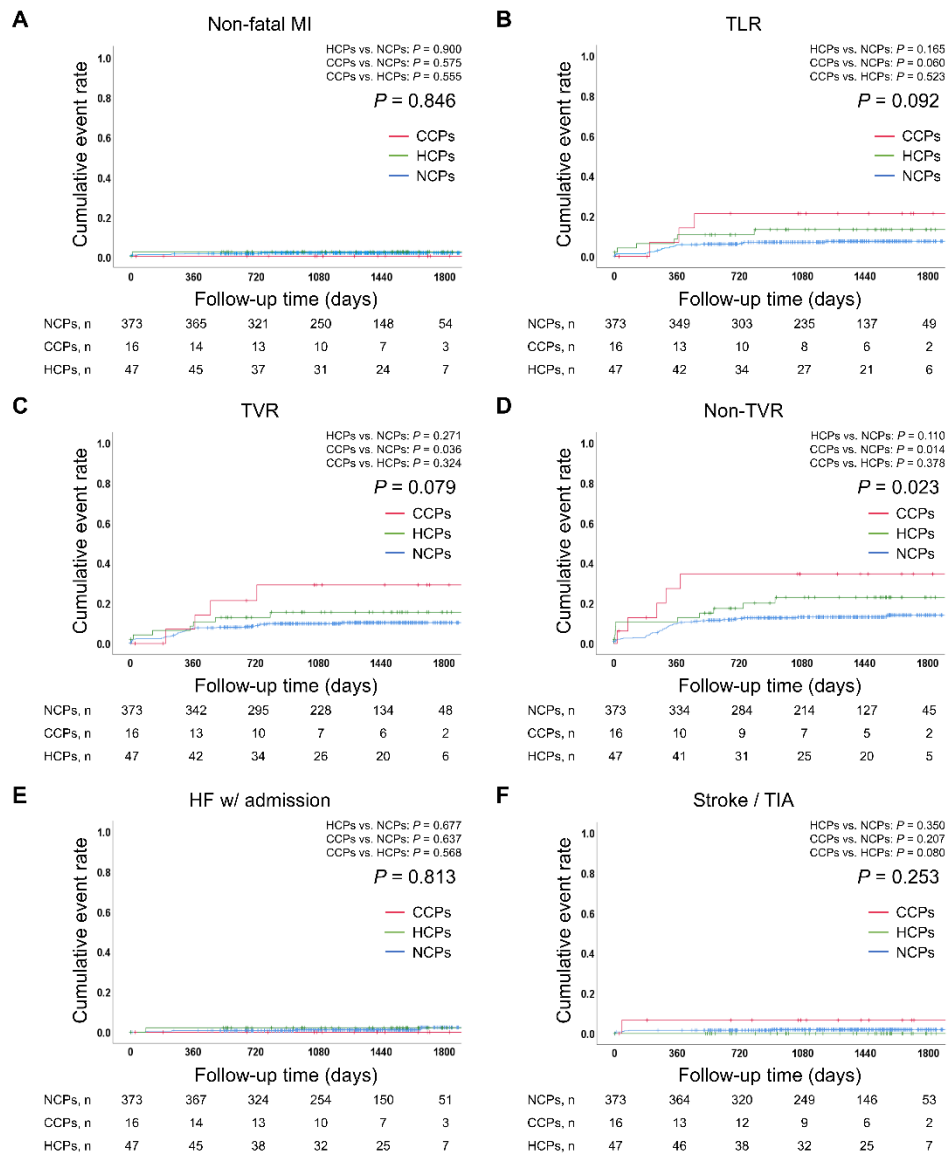 A
Non-fatal MI
HCPs vs. NCPs: P = 0.900
CCPs vs. NCPs: P = 0.575
CCPs vs. HCPs: P = 0.555
P = 0.846
CCPs
HCPs
NCPs
Cumulative event rate
1.0
0.8
0.6
0.4
0.2
0.0
0 360 720 1080 1440 1800
Follow-up time (days)
NCPs, n 373 365 321 250 148 54
CCPs, n 16 14 13 10 7 3
HCPs, n 47 45 37 31 24 7
B
TLR
HCPs vs. NCPs: P = 0.165
CCPs vs. NCPs: P = 0.060
CCPs vs. HCPs: P = 0.523
P = 0.092
CCPs
HCPs
NCPs
Cumulative event rate
1.0
0.8
0.6
0.4
0.2
0.0
0 360 720 1080 1440 1800
Follow-up time (days)
NCPs, n 373 349 303 235 137 49
CCPs, n 16 13 10 8 6 2
HCPs, n 47 42 34 27 21 6
C
TVR
HCPs vs. NCPs: P = 0.271
CCPs vs. NCPs: P = 0.036
CCPs vs. HCPs: P = 0.324
P = 0.079
CCPs
HCPs
NCPs
Cumulative event rate
1.0
0.8
0.6
0.4
0.2
0.0
0 360 720 1080 1440 1800
Follow-up time (days)
NCPs, n 373 342 295 228 134 48
CCPs, n 16 13 10 7 6 2
HCPs, n 47 42 34 26 20 6
D
Non-TVR
HCPs vs. NCPs: P = 0.110
CCPs vs. NCPs: P = 0.014
CCPs vs. HCPs: P = 0.378
P = 0.023
CCPs
HCPs
NCPs
Cumulative event rate
1.0
0.8
0.6
0.4
0.2
0.0
0 360 720 1080 1440 1800
Follow-up time (days)
NCPs, n 373 334 284 214 127 45
CCPs, n 16 10 9 7 5 2
HCPs, n 47 41 31 25 20 5
E
HF w/ admission
HCPs vs. NCPs: P = 0.677
CCPs vs. NCPs: P = 0.637
CCPs vs. HCPs: P = 0.568
P = 0.813
CCPs
HCPs
NCPs
Cumulative event rate
1.0
0.8
0.6
0.4
0.2
0.0
0 360 720 1080 1440 1800
Follow-up time (days)
NCPs, n 373 367 324 254 150 51
CCPs, n 16 14 13 10 7 3
HCPs, n 47 45 38 32 25 7
F
Stroke / TIA
HCPs vs. NCPs: P = 0.350
CCPs vs. NCPs: P = 0.207
CCPs vs. HCPs: P = 0.080
P = 0.253
CCPs
HCPs
NCPs
Cumulative event rate
1.0
0.8
0.6
0.4
0.2
0.0
0 360 720 1080 1440 1800
Follow-up time (days)
NCPs, n 373 364 320 249 146 53
CCPs, n 16 13 12 9 6 2
HCPs, n 47 46 38 32 25 7